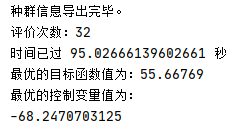 种群信息导出完毕。
评价次数：32
时间已过 95.02666139602661 秒
最优的目标函数值为：55.66769
最优的控制变量值为：
-68.2470703125